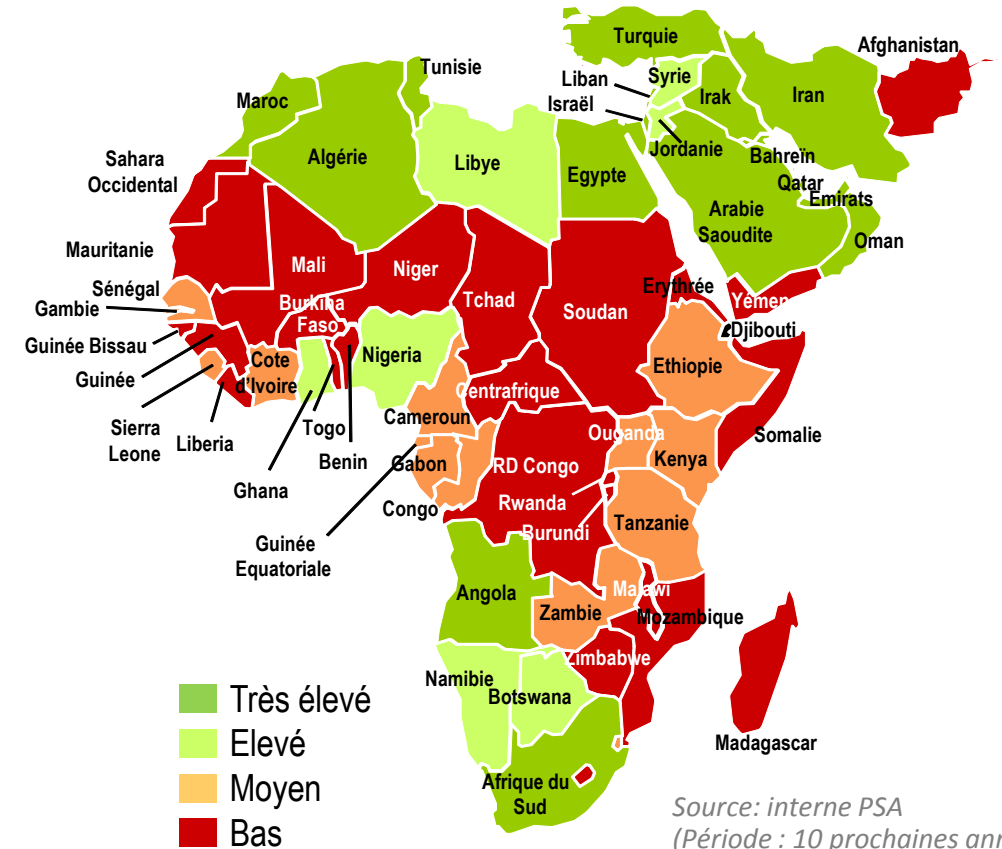 Turquie
Afghanistan
Tunisie
Liban
Syrie
Israël
Irak
Iran
Maroc
Algérie
Libye
Egypte
Jordanie
Bahreïn
Qatar
Emirats
Sahara
Occidental
Arabie
Saoudite
Oman
Mauritanie
Mali
Niger
Tchad
Soudan
Erythrée
Yémen
Djibouti
Sénégal
Gambie
Burkina
Faso
Guinée Bissau
Nigeria
Cote
d'Ivoire
Ethiopie
Guinée
Centrafrique
Cameroun
Sierra
Leone
Liberia
Togo
Benin
Ouganda
Kenya
Somalie
Gabon
RD Congo
Ghana
Congo
Rwanda
Burundi
Tanzanie
Guinée
Equatoriale
Angola
Malawi
Zambie
Mozambique
Zimbabwe
Namibie
Botswana
Madagascar
Afrique du
Sud
Très élevé
Elevé
Moyen
Bas
Source: interne PSA
(Période : 10 prochaines ann